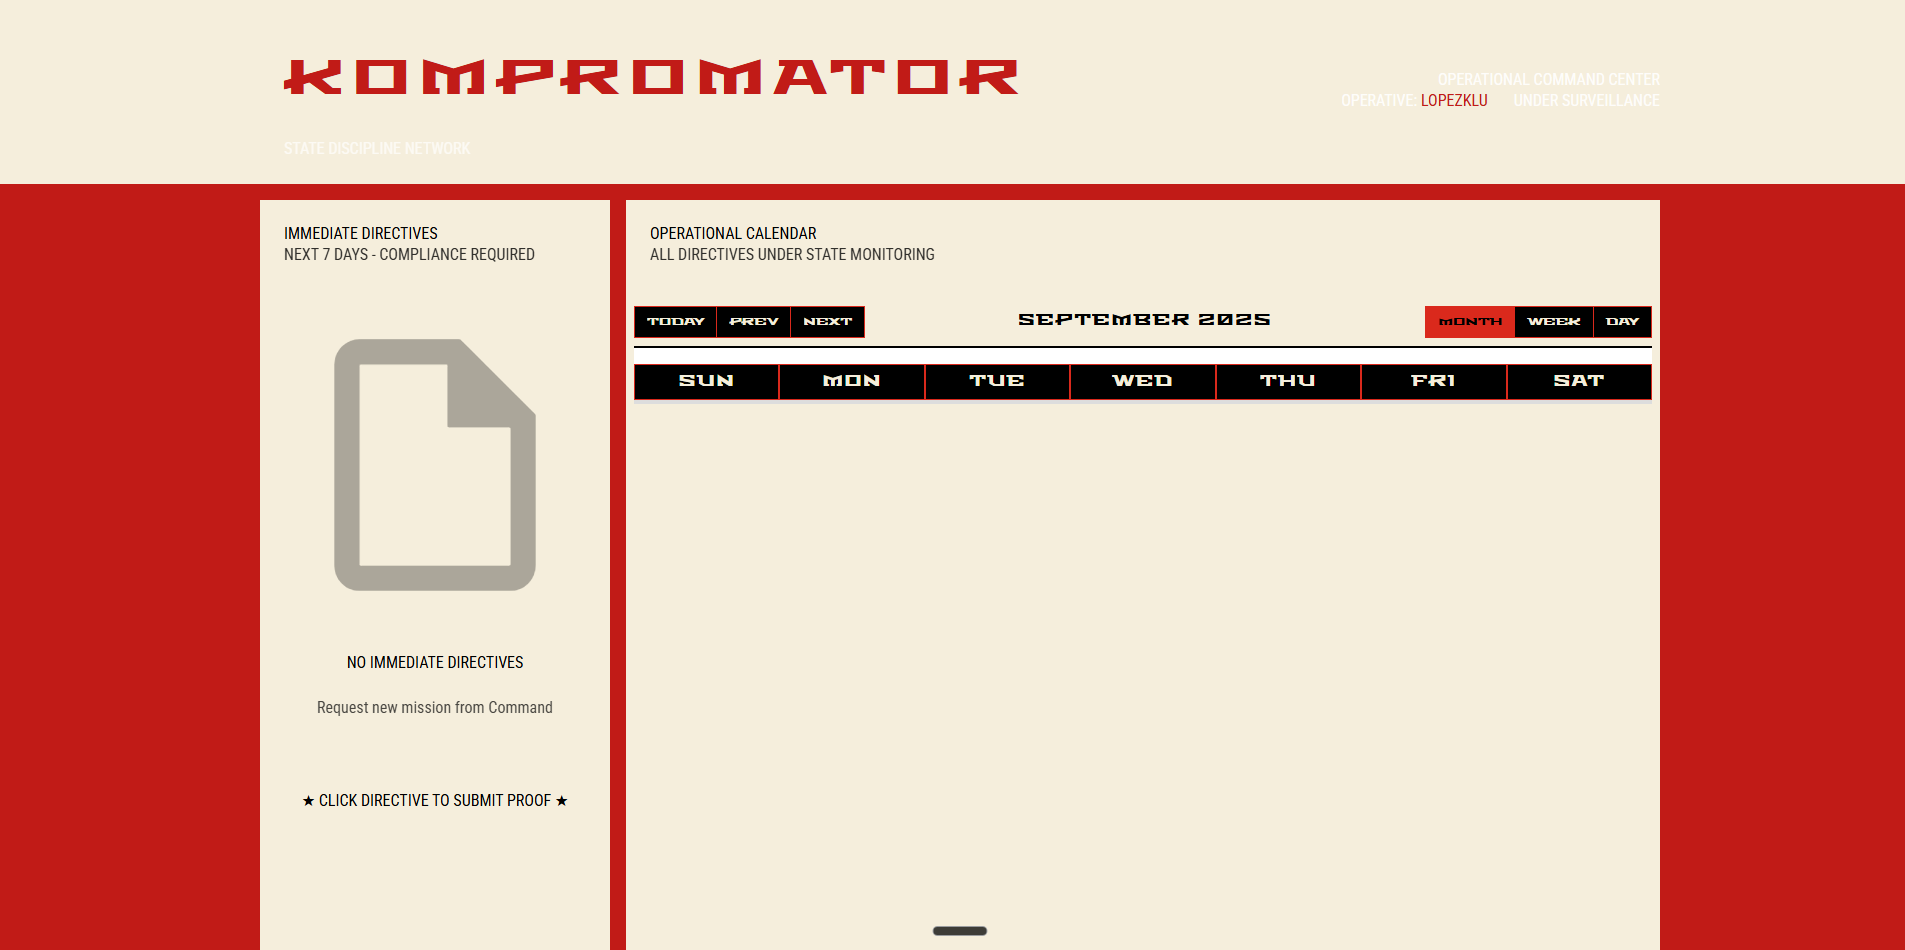 KOMPROMATOR
STATE DISCIPLINE NETWORK
OPERATIONAL COMMAND CENTER
OPERATIVE: LOPEZKLU UNDER SURVEILLANCE
IMMEDIATE DIRECTIVES
NEXT 7 DAYS - COMPLIANCE REQUIRED
NO IMMEDIATE DIRECTIVES
Request new mission from Command
★ CLICK DIRECTIVE TO SUBMIT PROOF ★
OPERATIONAL CALENDAR
ALL DIRECTIVES UNDER STATE MONITORING
TODAY PREV NEXT SEPTEMBER 2025 MONTH WEEK DAY
SUN MON TUE WED THU FRI SAT